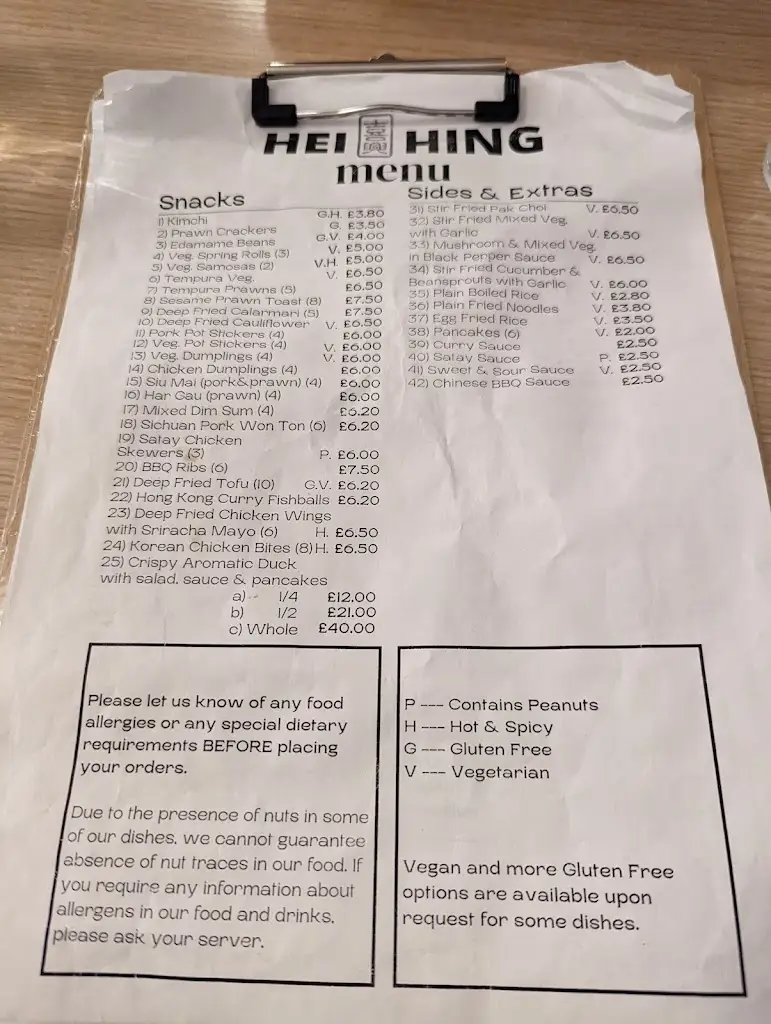 HEI HING
menu
Snacks
1) Kimchi G.H. £3.80
2) Prawn Crackers G. £3.50
3) Edamame Beans G.V. £4.00
4) Veg. Spring Rolls (3) V. £5.00
5) Veg. Samosas (2) V.H. £5.00
6) Tempura Veg. V. £6.50
7) Tempura Prawns (5) £6.50
8) Sesame Prawn Toast (8) £7.50
9) Deep Fried Calarmari (5) £7.50
10) Deep Fried Cauliflower V. £6.50
11) Pork Pot Stickers (4) £6.00
12) Veg. Pot Stickers (4) V. £6.00
13) Veg. Dumplings (4) V. £6.00
14) Chicken Dumplings (4) £6.00
15) Siu Mai (pork&prawn) (4) £6.00
16) Har Gau (prawn) (4) £6.00
17) Mixed Dim Sum (4) £6.20
18) Sichuan Pork Won Ton (6) £6.20
19) Satay Chicken
Skewers (3) P. £6.00
20) BBQ Ribs (6) £7.50
21) Deep Fried Tofu (10) G.V. £6.20
22) Hong Kong Curry Fishballs £6.20
23) Deep Fried Chicken Wings
with Sriracha Mayo (6) H. £6.50
24) Korean Chicken Bites (8) H. £6.50
25) Crispy Aromatic Duck
with salad, sauce & pancakes
a) 1/4 £12.00
b) 1/2 £21.00
c) Whole £40.00
Sides & Extras
31) Stir Fried Pak Choi V. £6.50
32) Stir Fried Mixed Veg.
with Garlic V. £6.50
33) Mushroom & Mixed Veg.
in Black Pepper Sauce V. £6.50
34) Stir Fried Cucumber &
Beansprouts with Garlic V. £6.00
35) Plain Boiled Rice V. £2.80
36) Plain Fried Noodles V. £3.80
37) Egg Fried Rice V. £3.50
38) Pancakes (6) V. £2.00
39) Curry Sauce £2.50
40) Satay Sauce P. £2.50
41) Sweet & Sour Sauce V. £2.50
42) Chinese BBQ Sauce £2.50
Please let us know of any food
allergies or any special dietary
requirements BEFORE placing
your orders.
Due to the presence of nuts in some
of our dishes, we cannot guarantee
absence of nut traces in our food. If
you require any information about
allergens in our food and drinks,
please ask your server.
P --- Contains Peanuts
H --- Hot & Spicy
G --- Gluten Free
V --- Vegetarian
Vegan and more Gluten Free
options are available upon
request for some dishes.